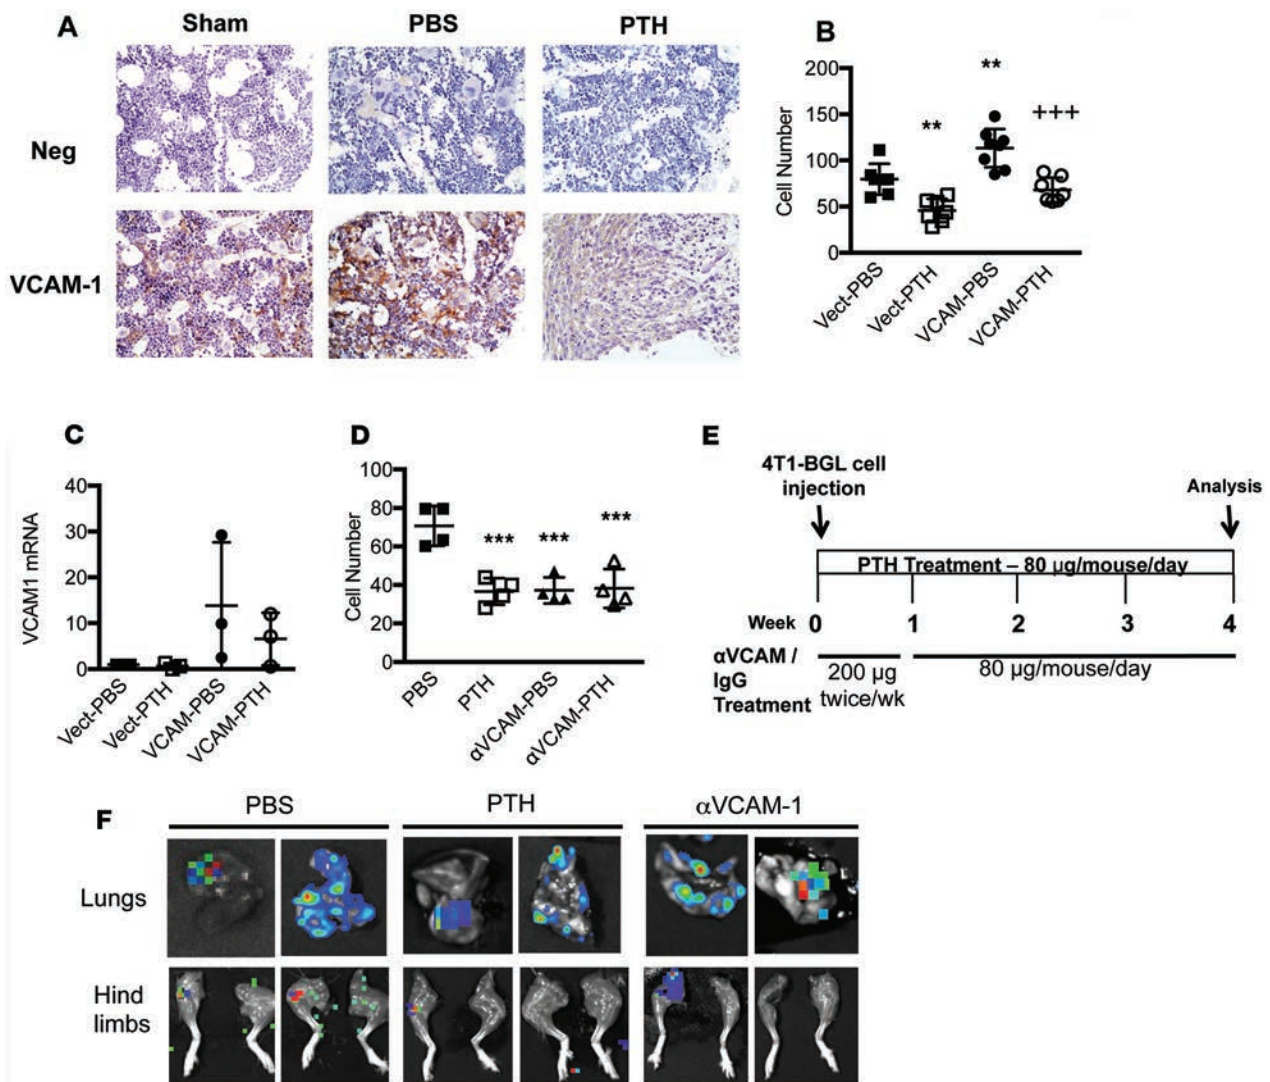 A
Sham
PBS
PTH
Neg
VCAM-1
B
Cell Number
200
150
100
50
0
**
**
+++
Vect-PBS
Vect-PTH
VCAM-PBS
VCAM-PTH
C
VCAM1 mRNA
40
30
20
10
0
Vect-PBS
Vect-PTH
VCAM-PBS
VCAM-PTH
D
Cell Number
100
80
60
40
20
0
***
***
***
PBS
PTH
αVCAM-PBS
αVCAM-PTH
E
4T1-BGL cell
injection
Analysis
PTH Treatment – 80 µg/mouse/day
Week 0 1 2 3 4
αVCAM /
IgG
Treatment
200 µg
twice/wk
80 µg/mouse/day
F
PBS
PTH
αVCAM-1
Lungs
Hind
limbs